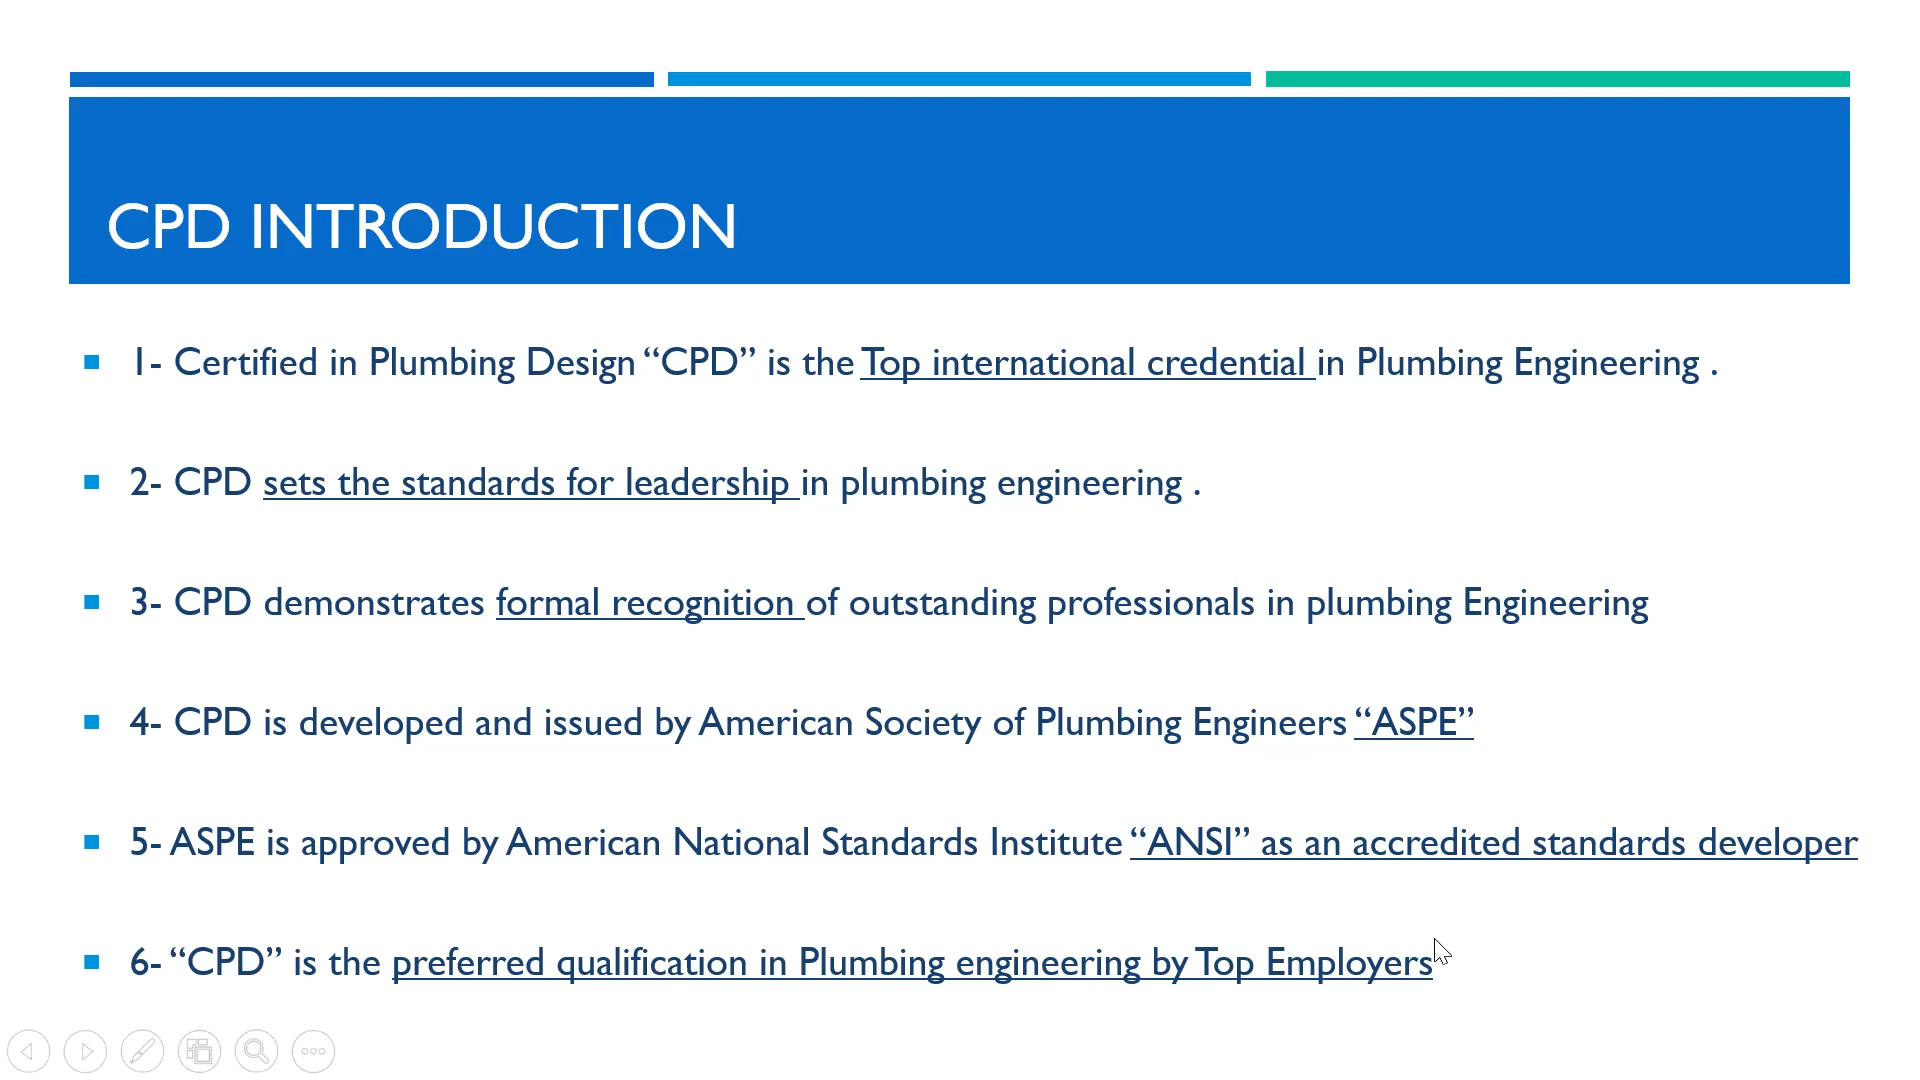 CPD INTRODUCTION
1- Certified in Plumbing Design “CPD” is the Top international credential in Plumbing Engineering .
2- CPD sets the standards for leadership in plumbing engineering .
3- CPD demonstrates formal recognition of outstanding professionals in plumbing Engineering
4- CPD is developed and issued by American Society of Plumbing Engineers “ASPE”
5- ASPE is approved by American National Standards Institute “ANSI” as an accredited standards developer
6- “CPD” is the preferred qualification in Plumbing engineering by Top Employers